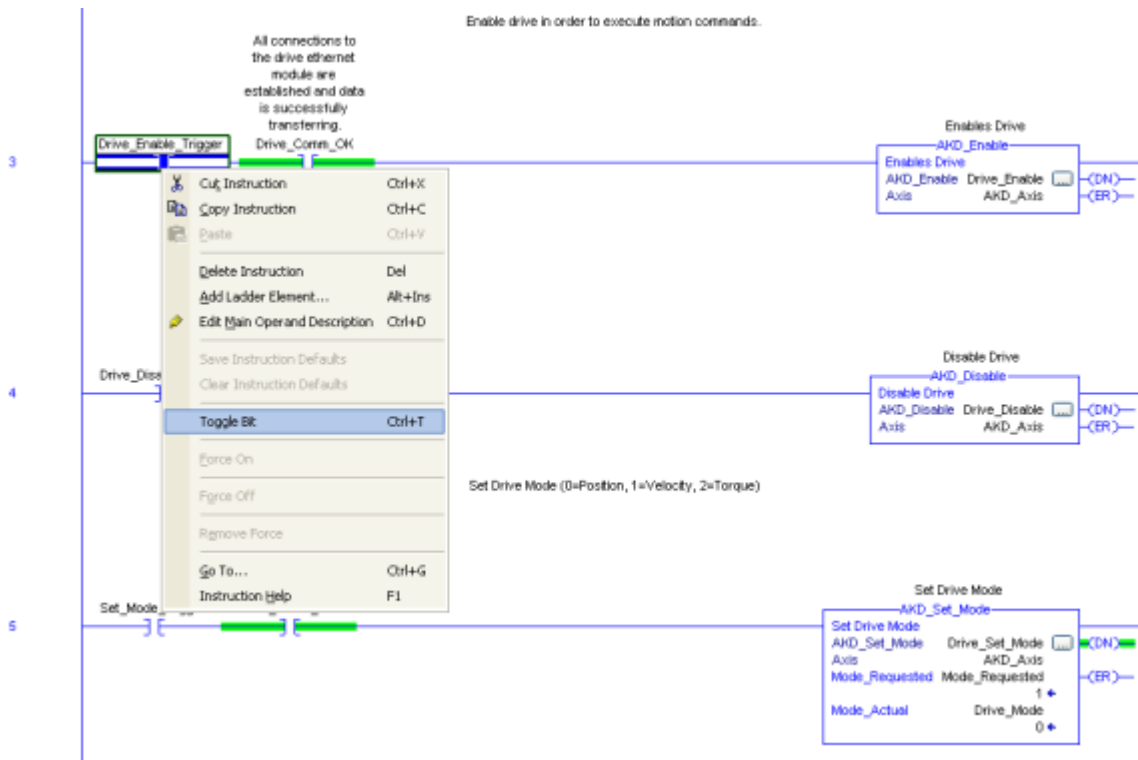 Enable drive in order to execute motion commands.
All connections to
the drive ethernet
module are
established and data
is successfully
transferring.
Drive_Enable_Trigger Drive_Comm_OK
Enables Drive
AKD_Enable
3
Enables Drive
AKD_Enable Drive_Enable ... (DN)
Axis AKD_Axis (ER)
Cut Instruction Ctrl+X
Copy Instruction Ctrl+C
Paste Ctrl+V
Delete Instruction Del
Add Ladder Element... Alt+Ins
Edit Main Operand Description Ctrl+D
Save Instruction Defaults
Clear Instruction Defaults
Toggle Bit Ctrl+T
Force On
Force Off
Remove Force
Go To... Ctrl+G
Instruction Help F1
Drive_Disa
Disable Drive
AKD_Disable
4
Disable Drive
AKD_Disable Drive_Disable ... (DN)
Axis AKD_Axis (ER)
Set Drive Mode (0=Position, 1=Velocity, 2=Torque)
Set_Mode_
Set Drive Mode
AKD_Set_Mode
5
Set Drive Mode
AKD_Set_Mode Drive_Set_Mode ... (DN)
Axis AKD_Axis
Mode_Requested Mode_Requested (ER)
1
Mode_Actual Drive_Mode
0